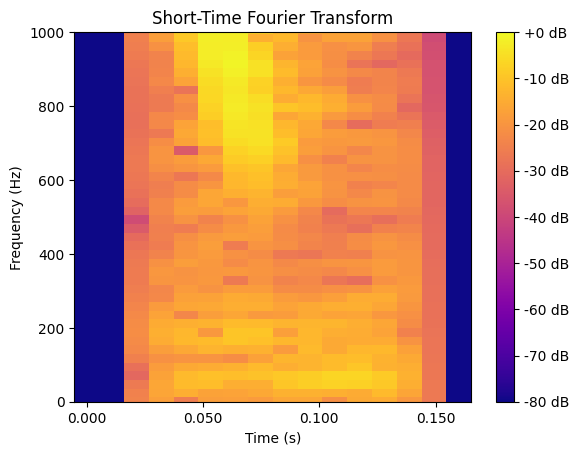 Short-Time Fourier Transform
1000
800
600
400
200
0
Frequency (Hz)
0.000
0.050
0.100
0.150
Time (s)
+0 dB
-10 dB
-20 dB
-30 dB
-40 dB
-50 dB
-60 dB
-70 dB
-80 dB